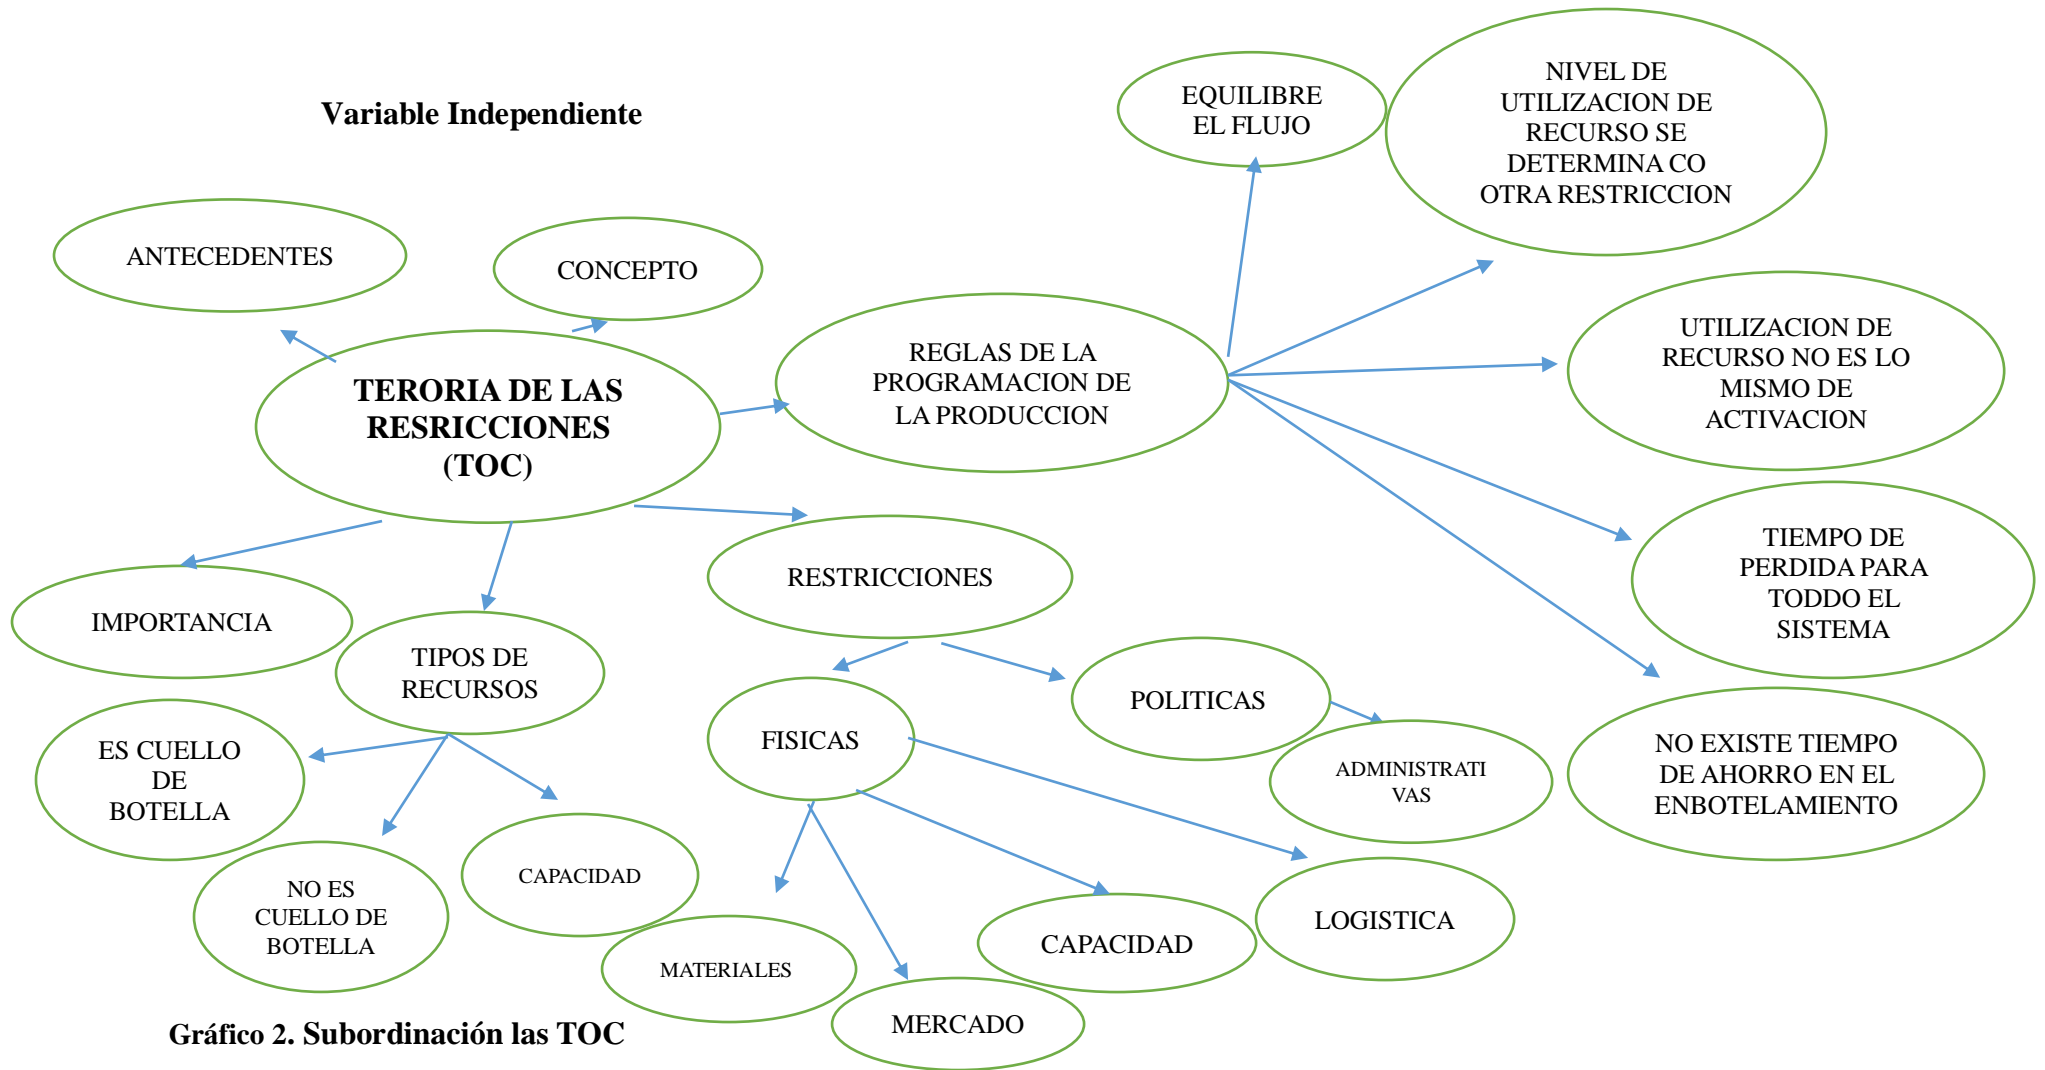 Variable Independiente
EQUILIBRE
EL FLUJO
NIVEL DE
UTILIZACION DE
RECURSO SE
DETERMINA CO
OTRA RESTRICCION
ANTECEDENTES
CONCEPTO
TERORIA DE LAS
RESRICCIONES
(TOC)
REGLAS DE LA
PROGRAMACION DE
LA PRODUCCION
UTILIZACION DE
RECURSO NO ES LO
MISMO DE
ACTIVACION
TIEMPO DE
PERDIDA PARA
TODDO EL
SISTEMA
RESTRICCIONES
IMPORTANCIA
TIPOS DE
RECURSOS
POLITICAS
FISICAS
ADMINISTRATI
VAS
NO EXISTE TIEMPO
DE AHORRO EN EL
ENBOTELAMIENTO
ES CUELLO
DE
BOTELLA
NO ES
CUELLO DE
BOTELLA
CAPACIDAD
MATERIALES
MERCADO
CAPACIDAD
LOGISTICA
Gráfico 2. Subordinación las TOC